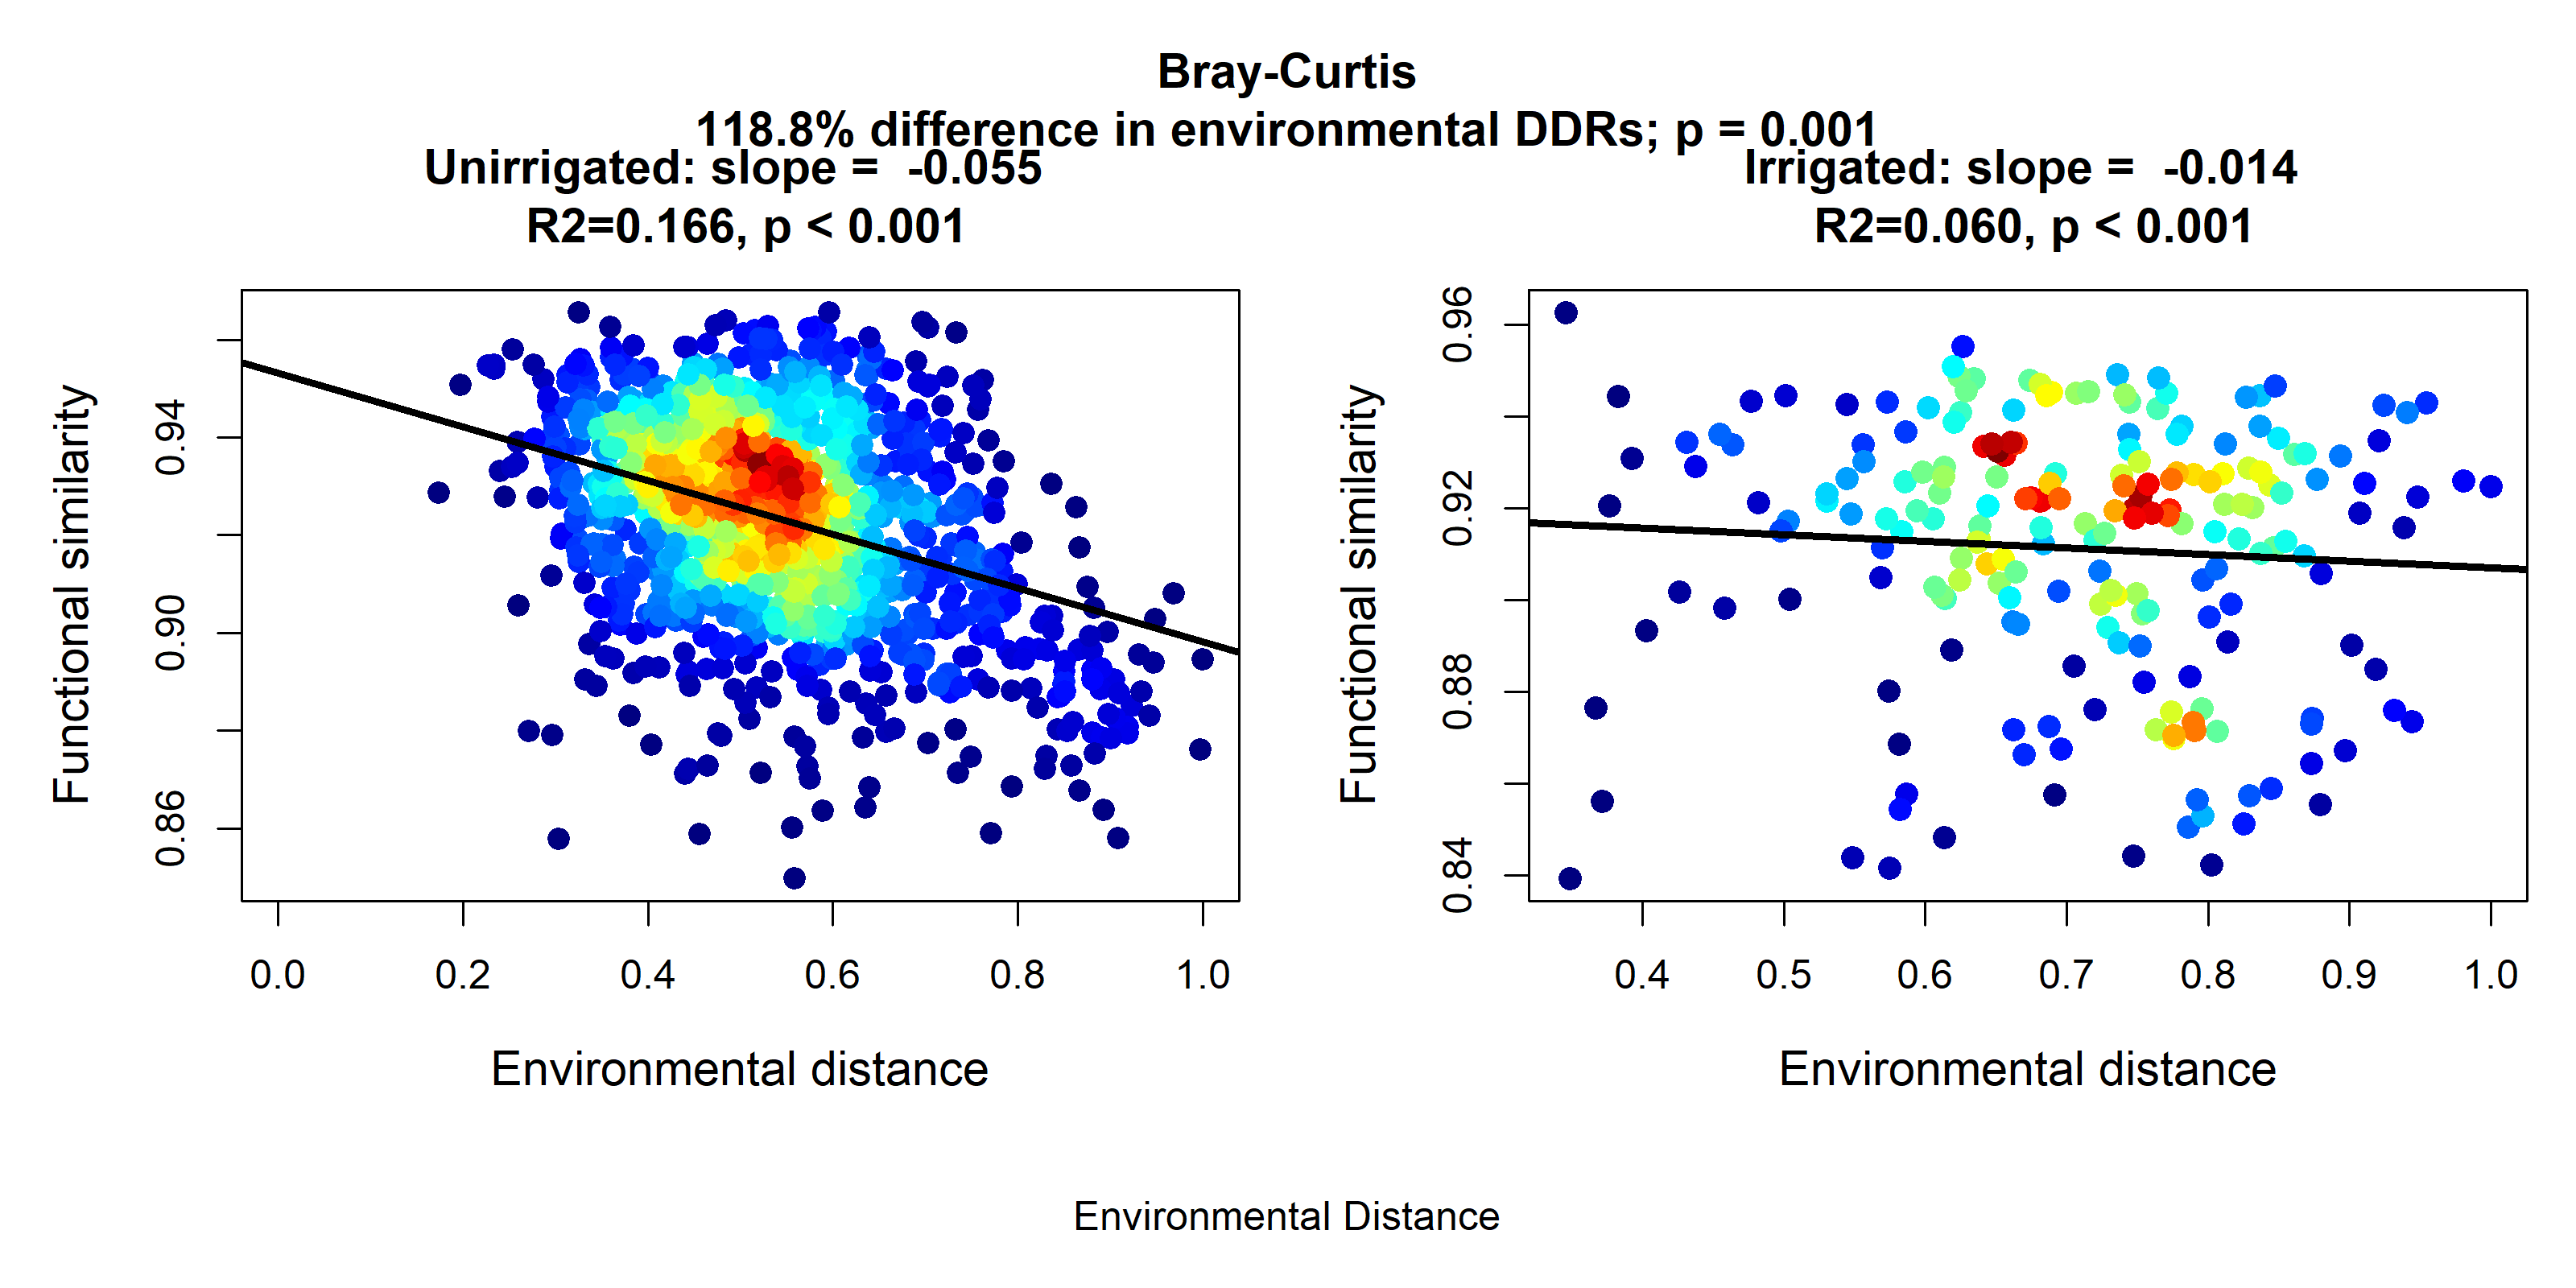 Bray-Curtis
118.8% difference in environmental DDRs; p = 0.001
Unirrigated: slope = -0.055
R2=0.166, p < 0.001
Functional similarity
0.94
0.90
0.86
0.0 0.2 0.4 0.6 0.8 1.0
Environmental distance
Irrigated: slope = -0.014
R2=0.060, p < 0.001
Functional similarity
0.96
0.92
0.88
0.84
0.4 0.5 0.6 0.7 0.8 0.9 1.0
Environmental distance
Environmental Distance